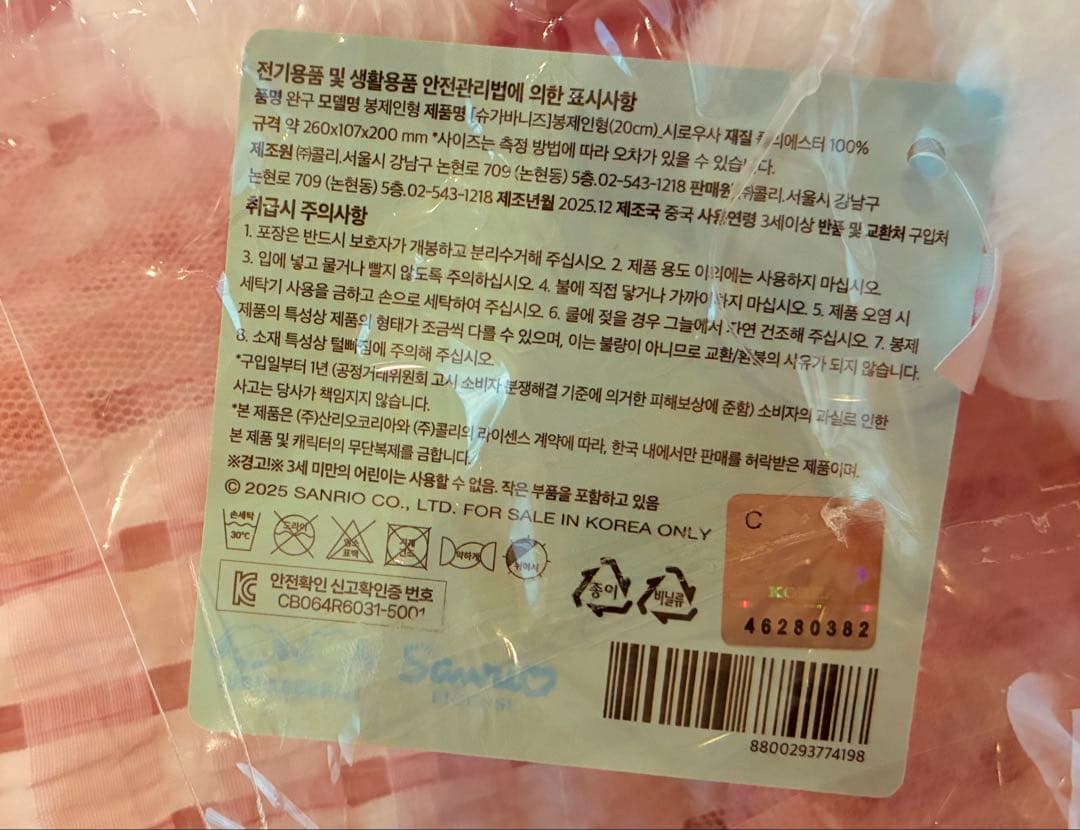 전기용품 및 생활용품 안전관리법에 의한 표시사항
품명 완구 모델명 봉제인형 제품명 [슈가바니즈]봉제인형(20cm)_시로우사 재질 폴리에스터 100%
규격 약 260x107x200 mm *사이즈는 측정 방법에 따라 오차가 있을 수 있습니다.
제조원 ㈜콜리.서울시 강남구 논현로 709 (논현동) 5층.02-543-1218 판매원 ㈜콜리.서울시 강남구
논현로 709 (논현동) 5층.02-543-1218 제조년월 2025.12 제조국 중국 사용연령 3세이상 반품 및 교환처 구입처
취급시 주의사항
1. 포장은 반드시 보호자가 개봉하고 분리수거해 주십시오. 2. 제품 용도 이외에는 사용하지 마십시오.
3. 입에 넣고 물거나 빨지 않도록 주의하십시오. 4. 불에 직접 닿거나 가까이 하지 마십시오. 5. 제품 오염 시
세탁기 사용을 금하고 손으로 세탁하여 주십시오. 6. 물에 젖을 경우 그늘에서 자연 건조해 주십시오. 7. 봉제
제품의 특성상 제품의 형태가 조금씩 다를 수 있으며, 이는 불량이 아니므로 교환/환불의 사유가 되지 않습니다.
8. 소재 특성상 털빠짐에 주의해 주십시오.
*구입일부터 1년 (공정거래위원회 고시 소비자 분쟁해결 기준에 의거한 피해보상에 준함) 소비자의 과실로 인한
사고는 당사가 책임지지 않습니다.
*본 제품은 (주)산리오코리아와 (주)콜리의 라이센스 계약에 따라, 한국 내에서만 판매를 허락받은 제품이며,
본 제품 및 캐릭터의 무단복제를 금합니다.
※경고!※ 3세 미만의 어린이는 사용할 수 없음. 작은 부품을 포함하고 있음
© 2025 SANRIO CO., LTD. FOR SALE IN KOREA ONLY
손세탁 30℃ 드라이 염소 표백 기계 건조 약하게 뉘어서
종이 비닐류
C
46280382
KC 안전확인 신고확인증 번호
CB064R6031-5001
Sanrio
LICENSE
8800293774198